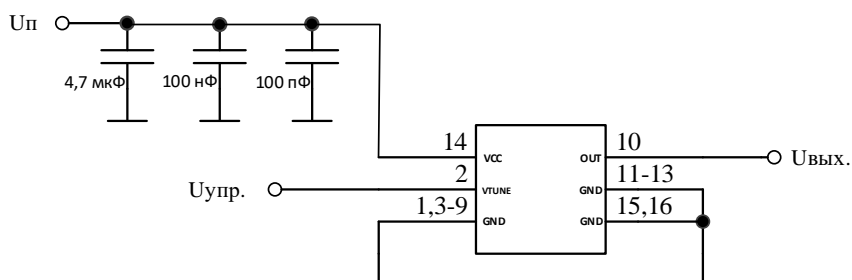 Uп
4,7 мкФ
100 нФ
100 пФ
14
VCC
OUT
10
Uвых.
Uупр.
2
VTUNE
GND
11-13
1,3-9
GND
GND
15,16